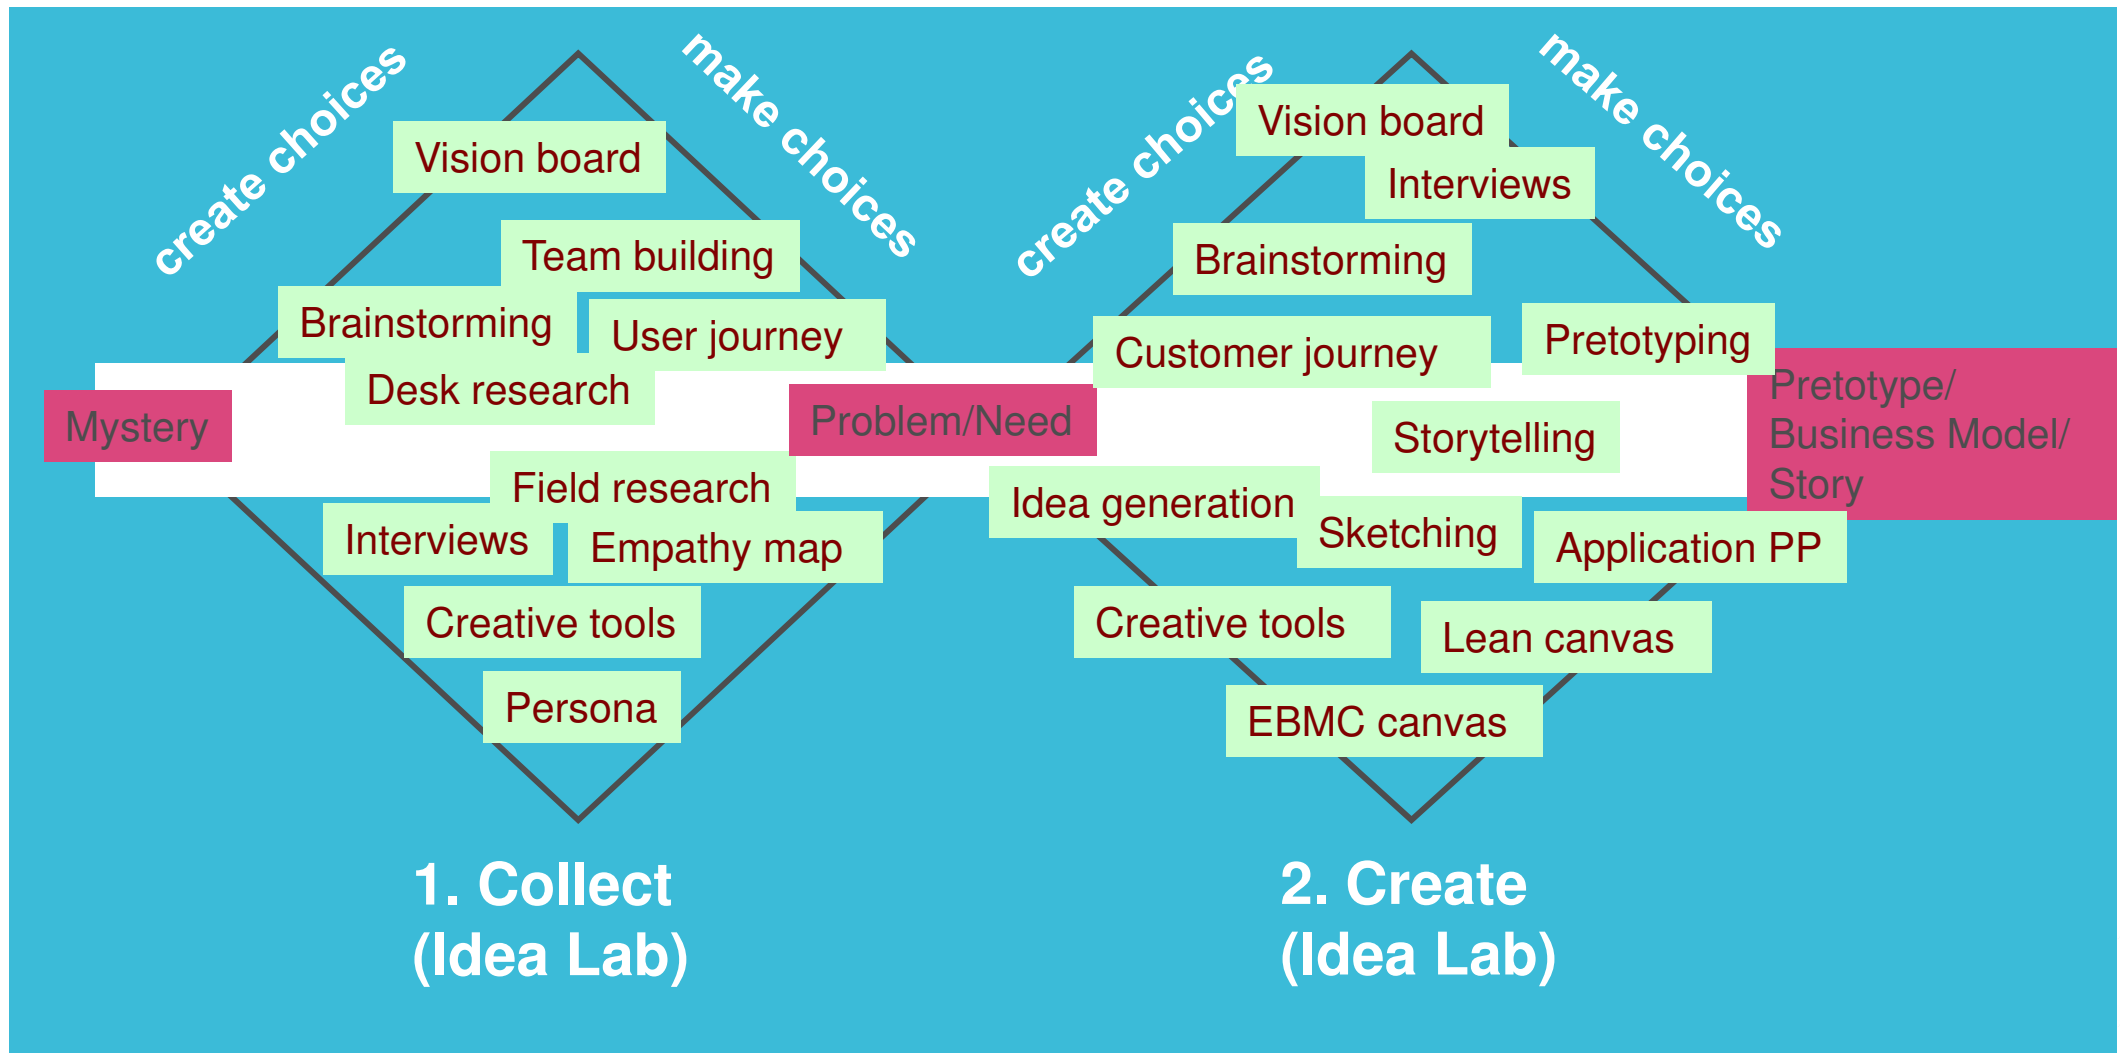 create choices
make choices
Vision board
Team building
Brainstorming
User journey
Desk research
Mystery
Problem/Need
Field research
Interviews
Empathy map
Creative tools
Persona
1. Collect
(Idea Lab)
create choices
make choices
Vision board
Interviews
Brainstorming
Customer journey
Pretotyping
Pretotype/
Business Model/
Story
Storytelling
Idea generation
Sketching
Application PP
Creative tools
Lean canvas
EBMC canvas
2. Create
(Idea Lab)